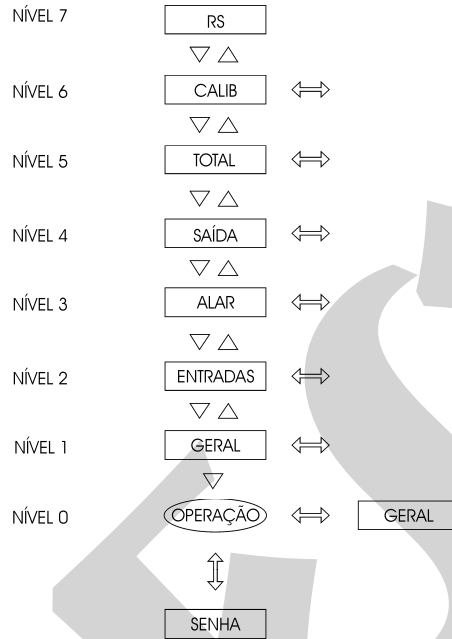 NÍVEL 7 RS
NÍVEL 6 CALIB
NÍVEL 5 TOTAL
NÍVEL 4 SAÍDA
NÍVEL 3 ALAR
NÍVEL 2 ENTRADAS
NÍVEL 1 GERAL
NÍVEL 0 OPERAÇÃO GERAL
SENHA